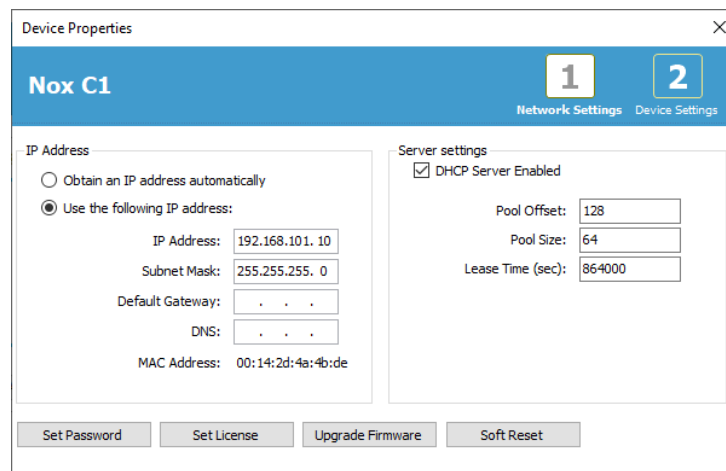 Device Properties
Nox C1
1
Network Settings
2
Device Settings
IP Address
Obtain an IP address automatically
Use the following IP address:
IP Address: 192.168.101. 10
Subnet Mask: 255.255.255. 0
Default Gateway: . . .
DNS: . . .
MAC Address: 00:14:2d:4a:4b:de
Server settings
DHCP Server Enabled
Pool Offset: 128
Pool Size: 64
Lease Time (sec): 864000
Set Password
Set License
Upgrade Firmware
Soft Reset